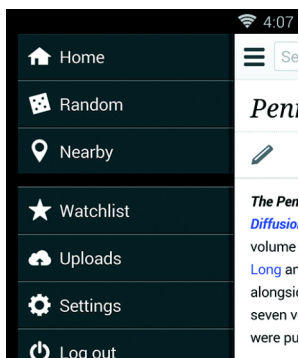 4:07
Home
Random
Nearby
Watchlist
Uploads
Settings
Log out
Se
Pen
The Pen
Diffusion
volume
Long an
alongsid
seven v
were pu